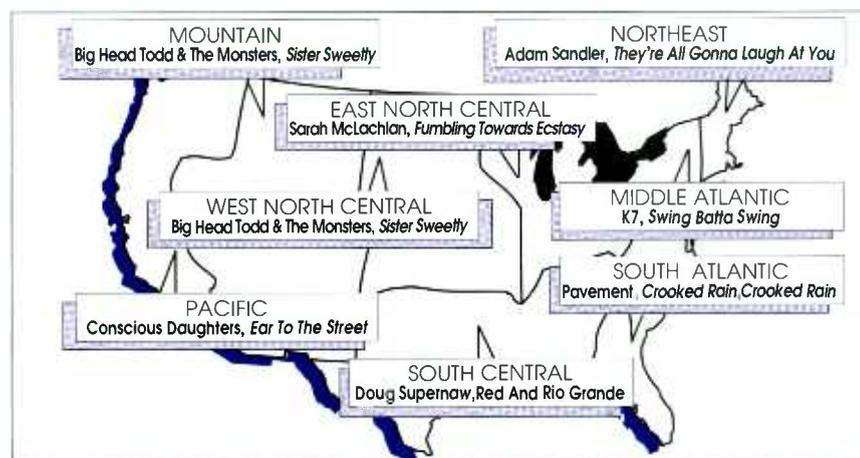 MOUNTAIN
Big Head Todd & The Monsters, Sister Sweetly
NORTHEAST
Adam Sandler, They're All Gonna Laugh At You
EAST NORTH CENTRAL
Sarah McLachlan, Fumbling Towards Ecstasy
WEST NORTH CENTRAL
Big Head Todd & The Monsters, Sister Sweetly
MIDDLE ATLANTIC
K7, Swing Batta Swing
SOUTH ATLANTIC
Pavement, Crooked Rain,Crooked Rain
PACIFIC
Conscious Daughters, Ear To The Street
SOUTH CENTRAL
Doug Supernaw,Red And Rio Grande